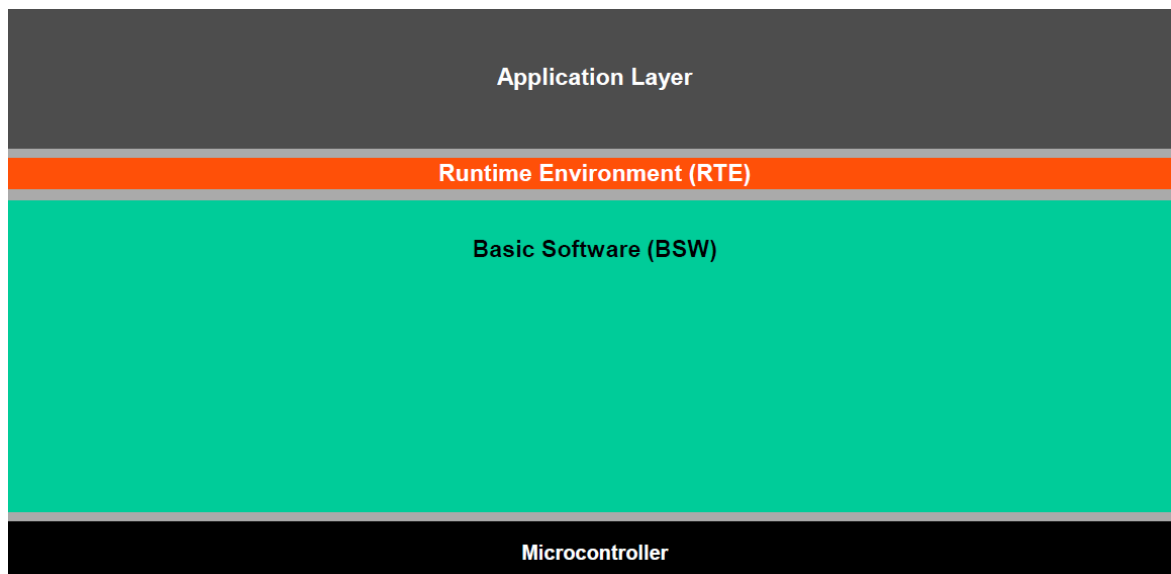 Application Layer
Runtime Environment (RTE)
Basic Software (BSW)
Microcontroller